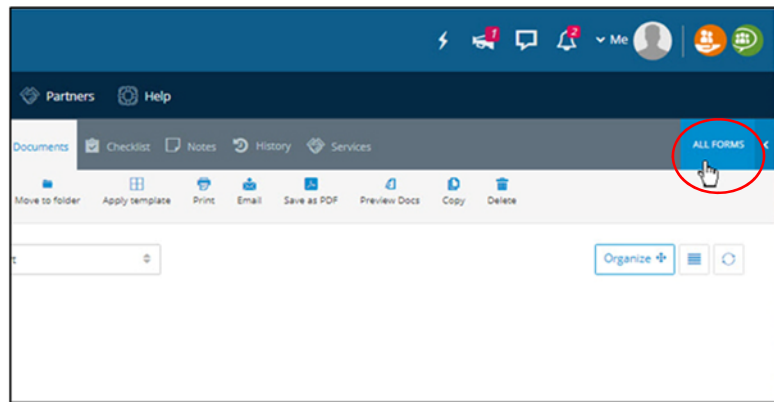 1 2 Me
Partners Help
Documents Checklist Notes History Services ALL FORMS
Move to folder Apply template Print Email Save as PDF Preview Docs Copy Delete
t Organize